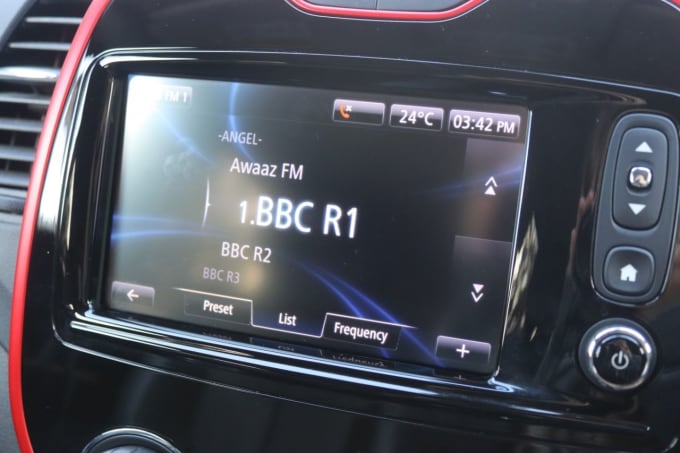 FM 1
24°C
03:42 PM
-ANGEL-
Awaaz FM
1.BBC R1
BBC R2
BBC R3
Preset
List
Frequency